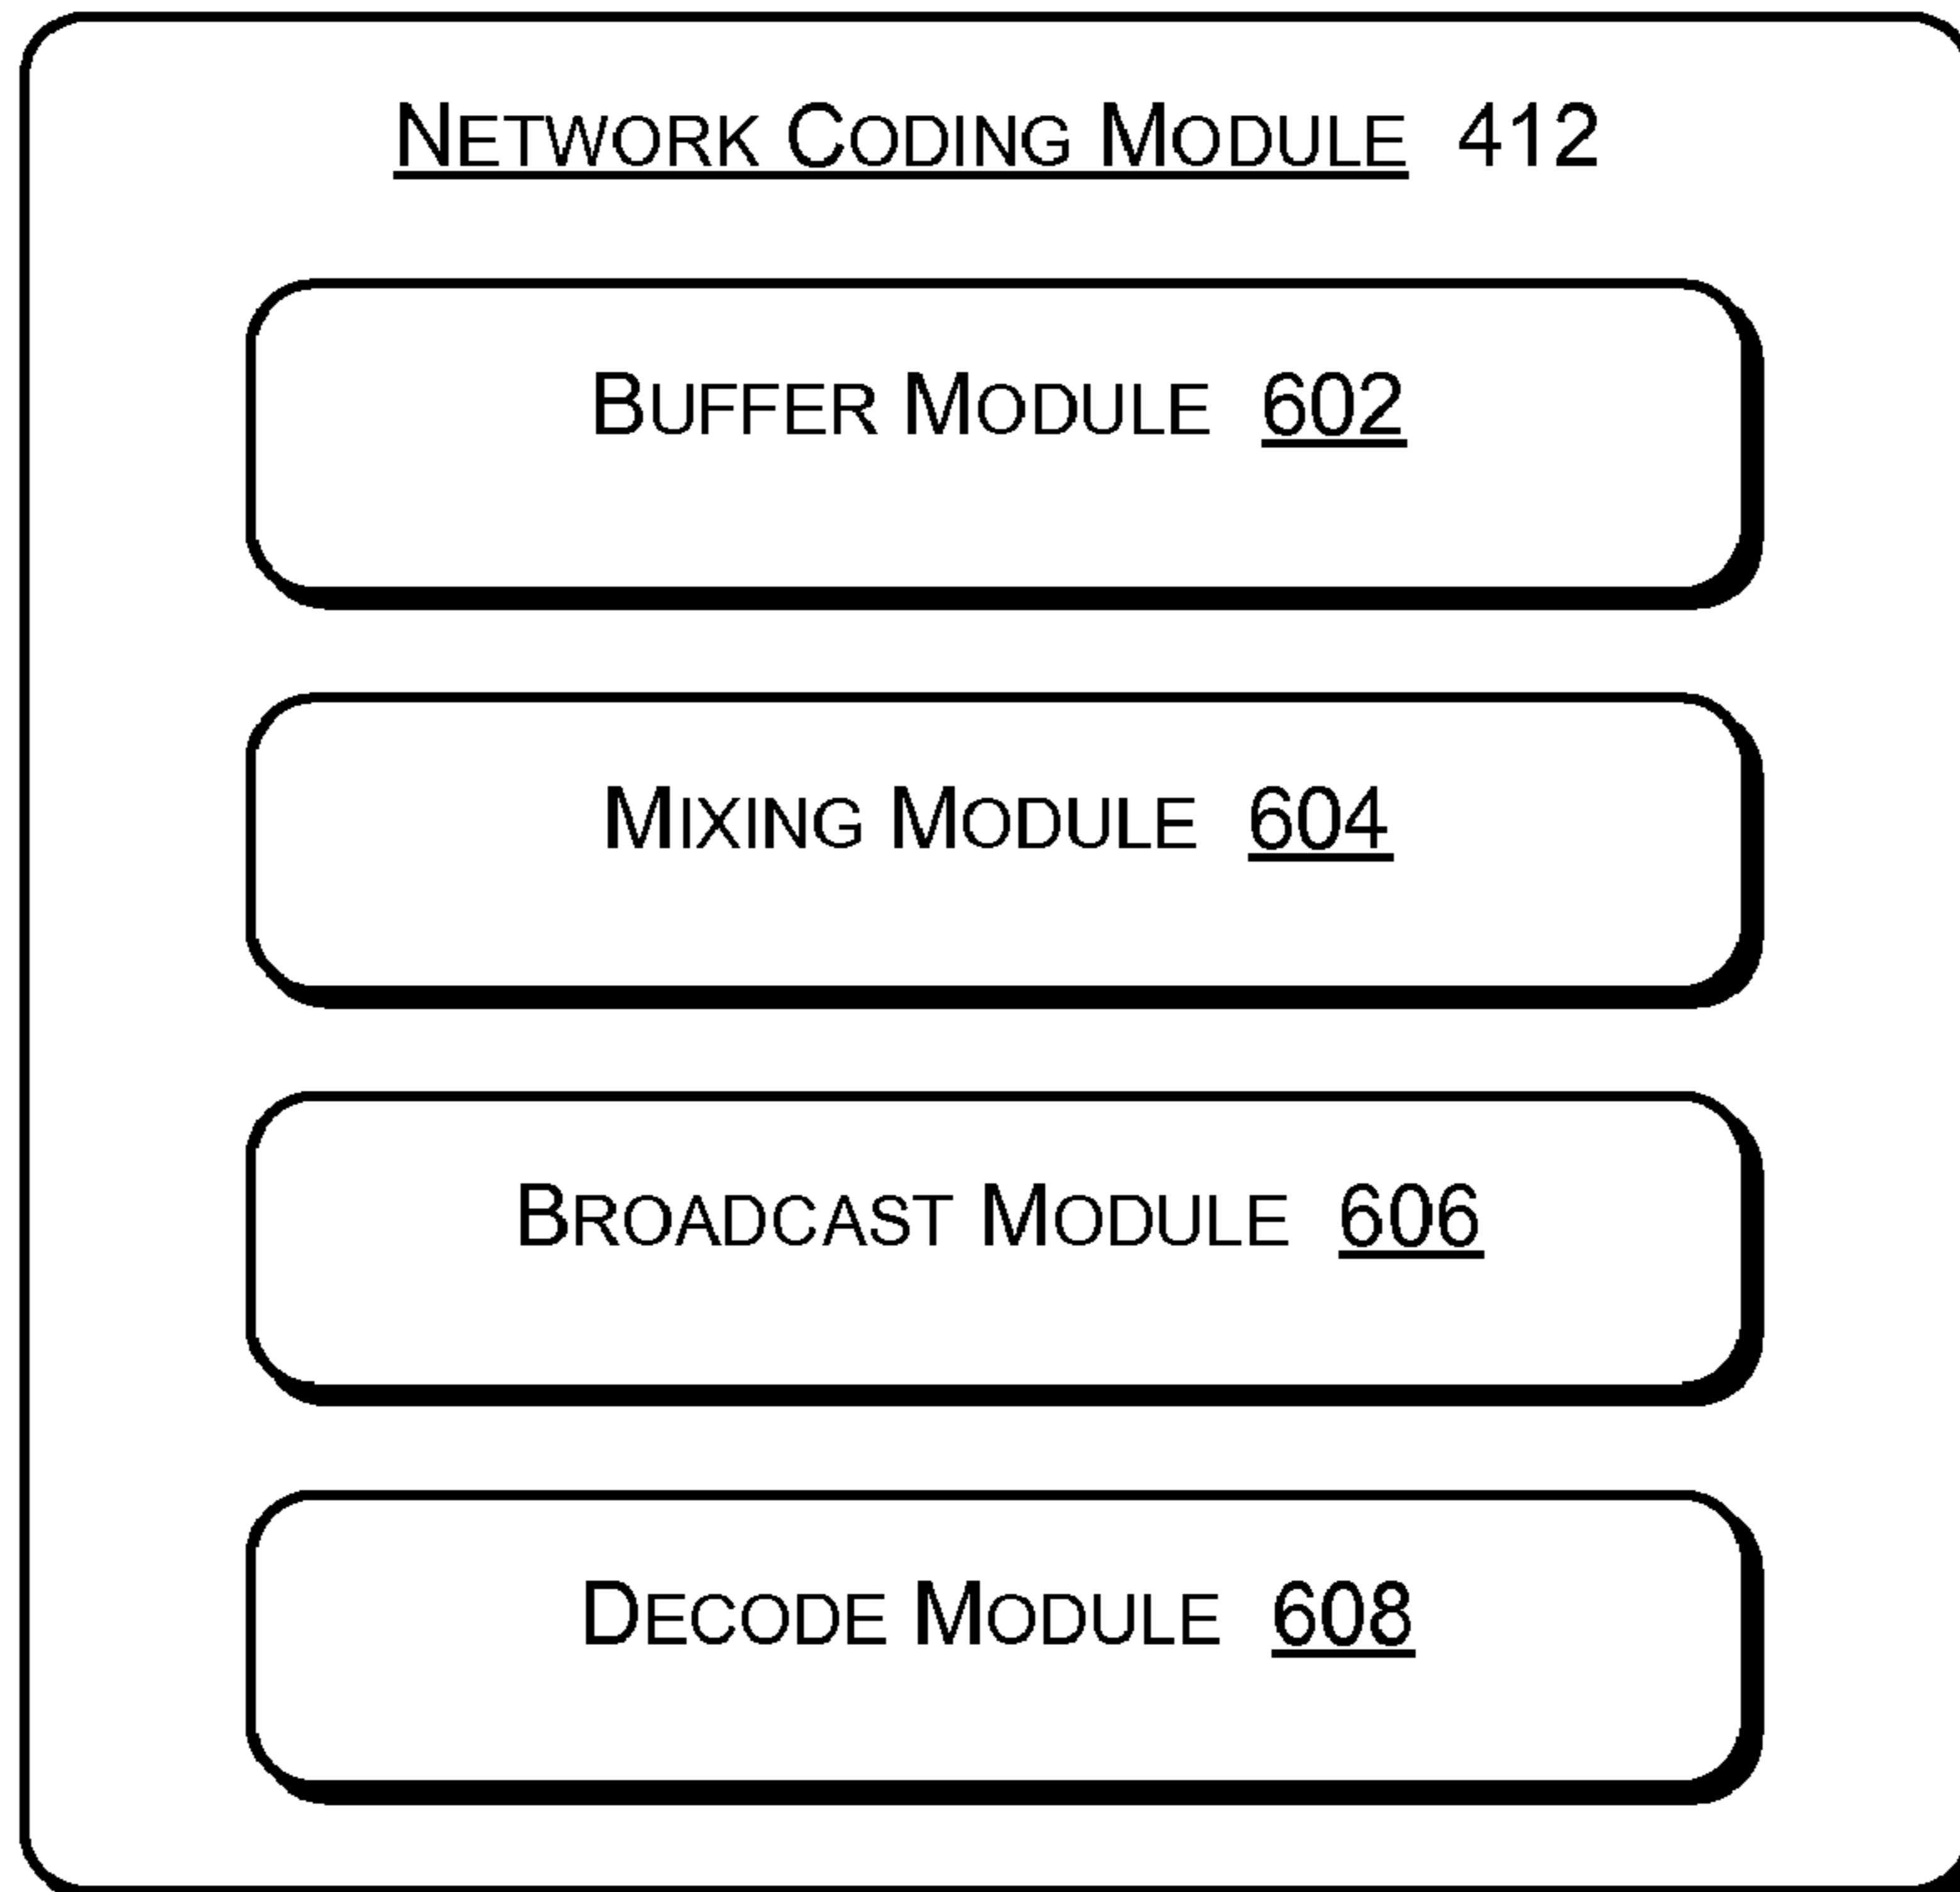 NETWORK CODING MODULE 412
BUFFER MODULE 602
MIXING MODULE 604
BROADCAST MODULE 606
DECODE MODULE 608